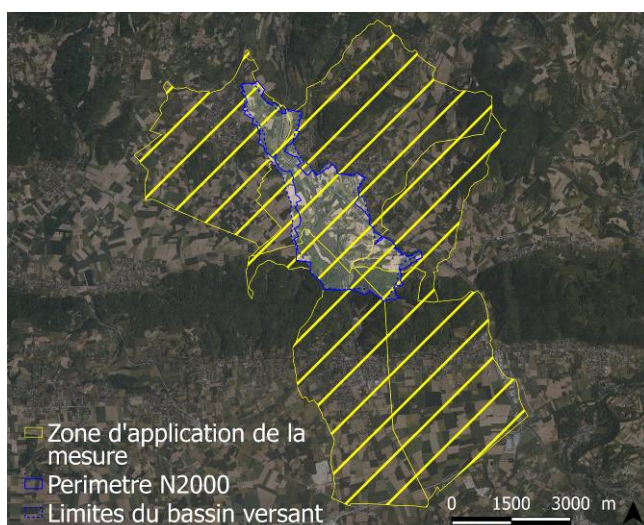 Zone d'application de la
mesure
Perimetre N2000
Limites du bassin versant
0 1500 3000 m